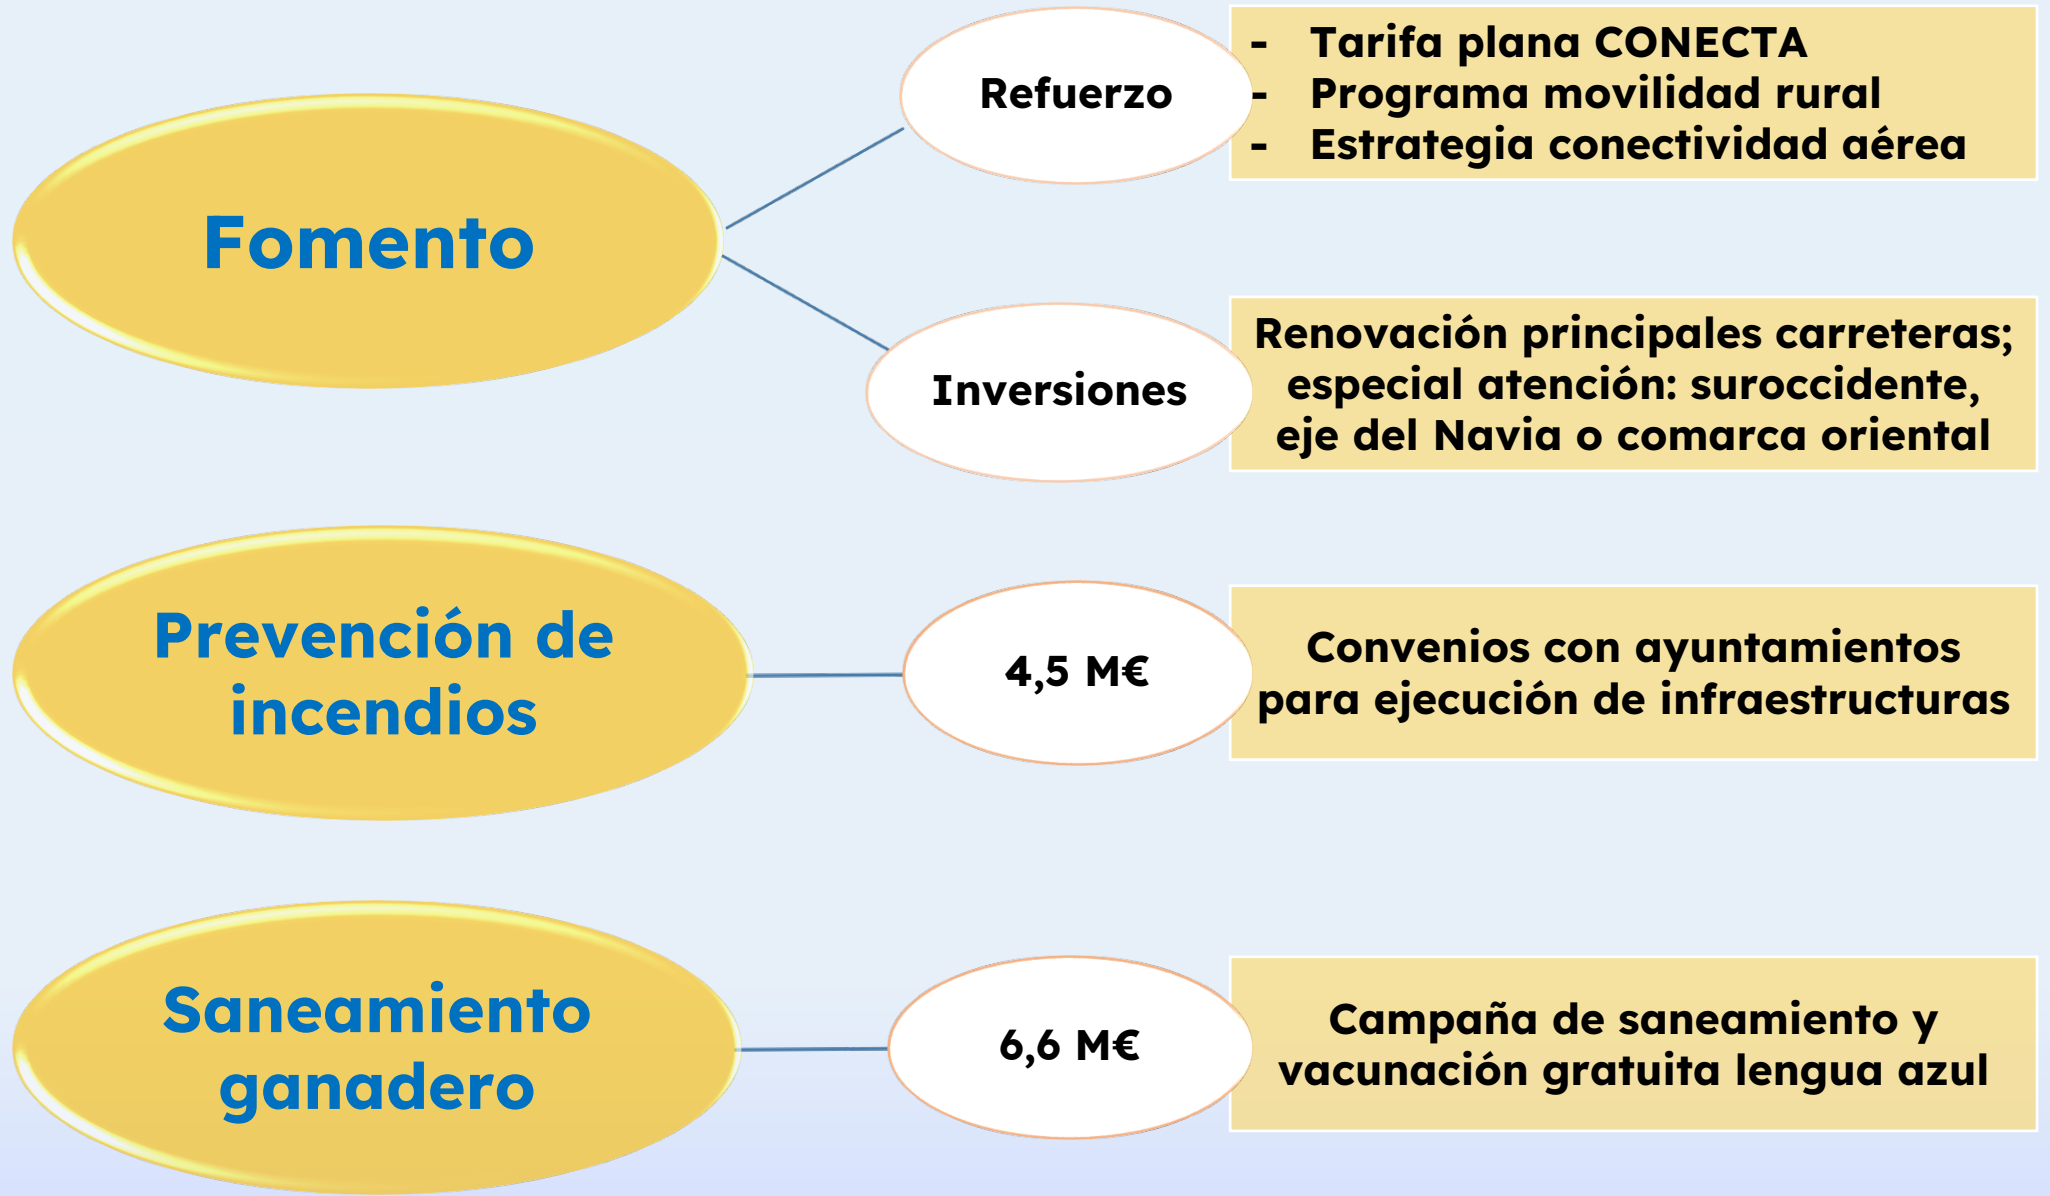 Fomento
Refuerzo
- Tarifa plana CONECTA
- Programa movilidad rural
- Estrategia conectividad aérea
Inversiones
Renovación principales carreteras;
especial atención: suroccidente,
eje del Navia o comarca oriental
Prevención de
incendios
4,5 M€
Convenios con ayuntamientos
para ejecución de infraestructuras
Saneamiento
ganadero
6,6 M€
Campaña de saneamiento y
vacunación gratuita lengua azul